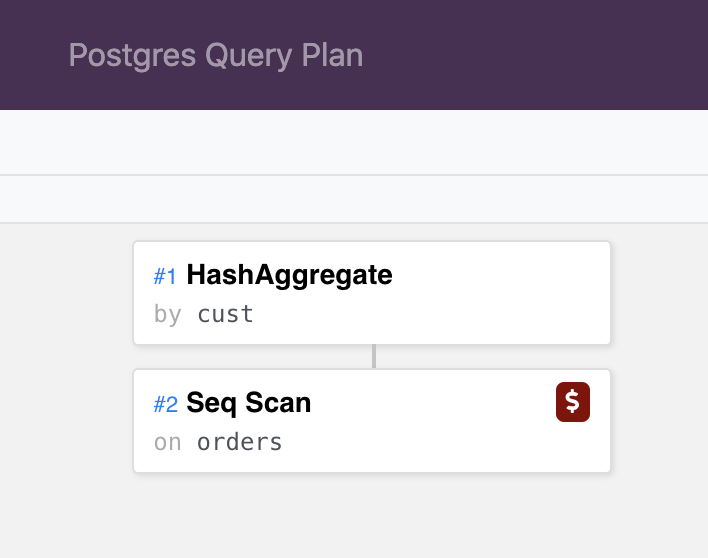 Postgres Query Plan
#1 HashAggregate
by cust
#2 Seq Scan
$
on orders